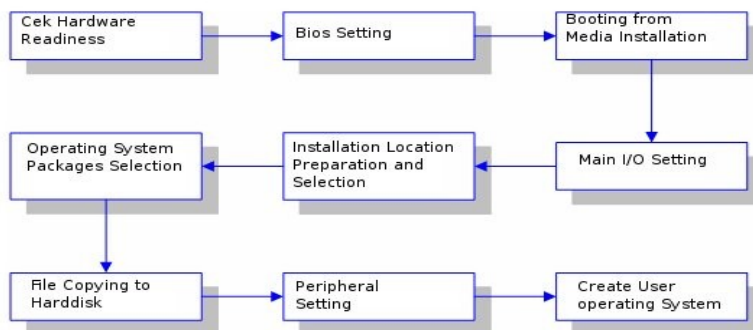 Cek Hardware
Readiness
Bios Setting
Booting from
Media Installation
Main I/O Setting
Installation Location
Preparation and
Selection
Operating System
Packages Selection
File Copying to
Harddisk
Peripheral
Setting
Create User
operating System